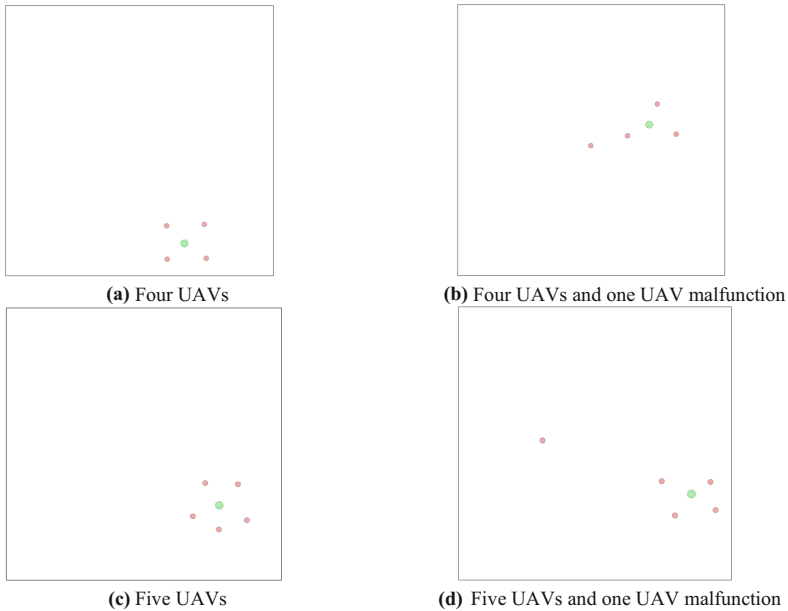 (a) Four UAVs
(b) Four UAVs and one UAV malfunction
(c) Five UAVs
(d) Five UAVs and one UAV malfunction